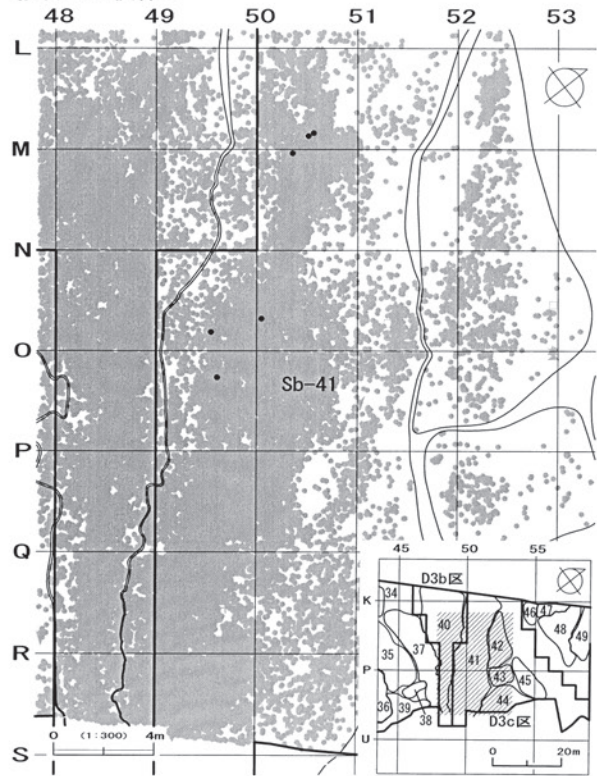 48 49 50 51 52 53
L
M
N
O
Sb-41
P
Q
R
S
0 (1:300) 4m
45 50 55
D3b区
K
34 40 46 47
48 49
35 37 41 42
P
43 45
36 39 44
38
D3c区
U
0 20m